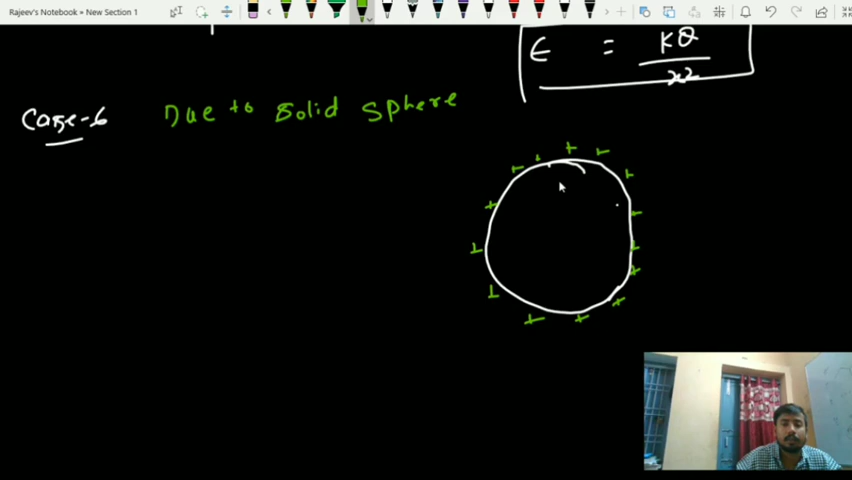 Rajeev's Notebook » New Section 1
E = KQ
x2
Case-6 Due to Solid Sphere